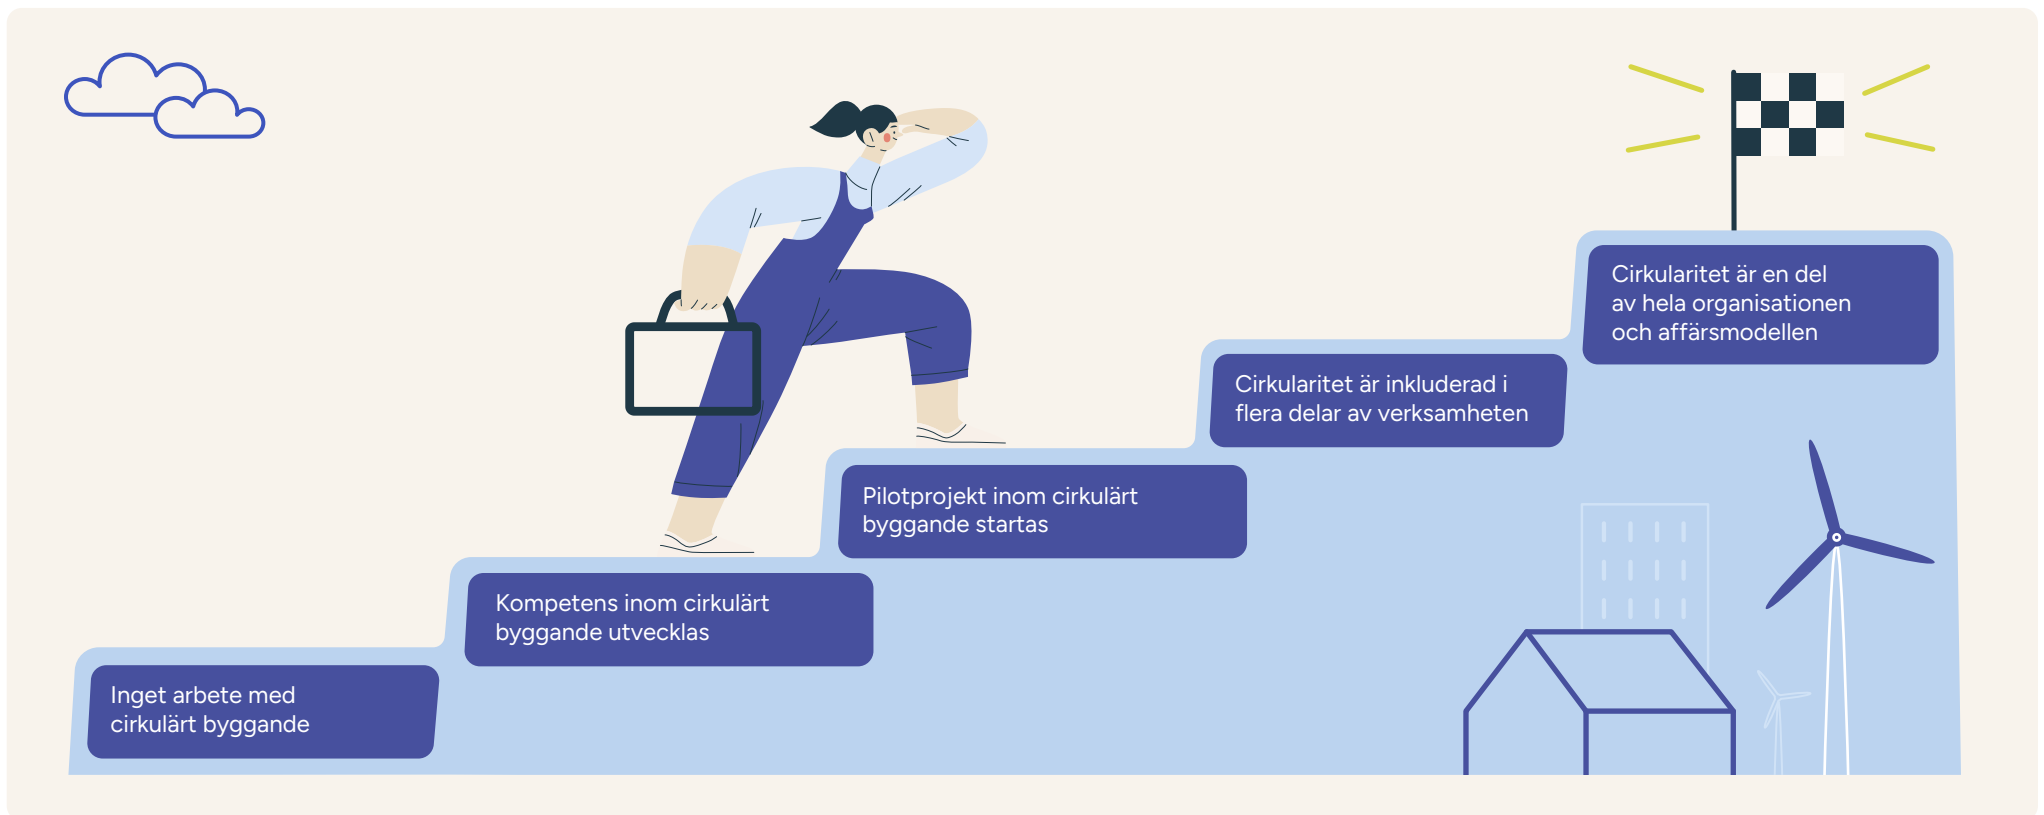 Inget arbete med
cirkulärt byggande
Kompetens inom cirkulärt
byggande utvecklas
Pilotprojekt inom cirkulärt
byggande startas
Cirkularitet är inkluderad i
flera delar av verksamheten
Cirkularitet är en del
av hela organisationen
och affärsmodellen